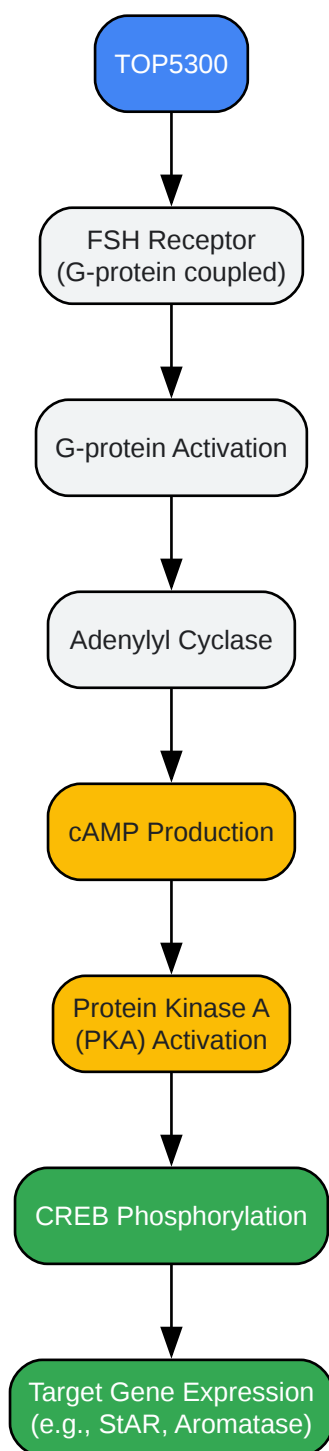 TOP5300
FSH Receptor
(G-protein coupled)
G-protein Activation
Adenylyl Cyclase
cAMP Production
Protein Kinase A
(PKA) Activation
CREB Phosphorylation
Target Gene Expression
(e.g., StAR, Aromatase)